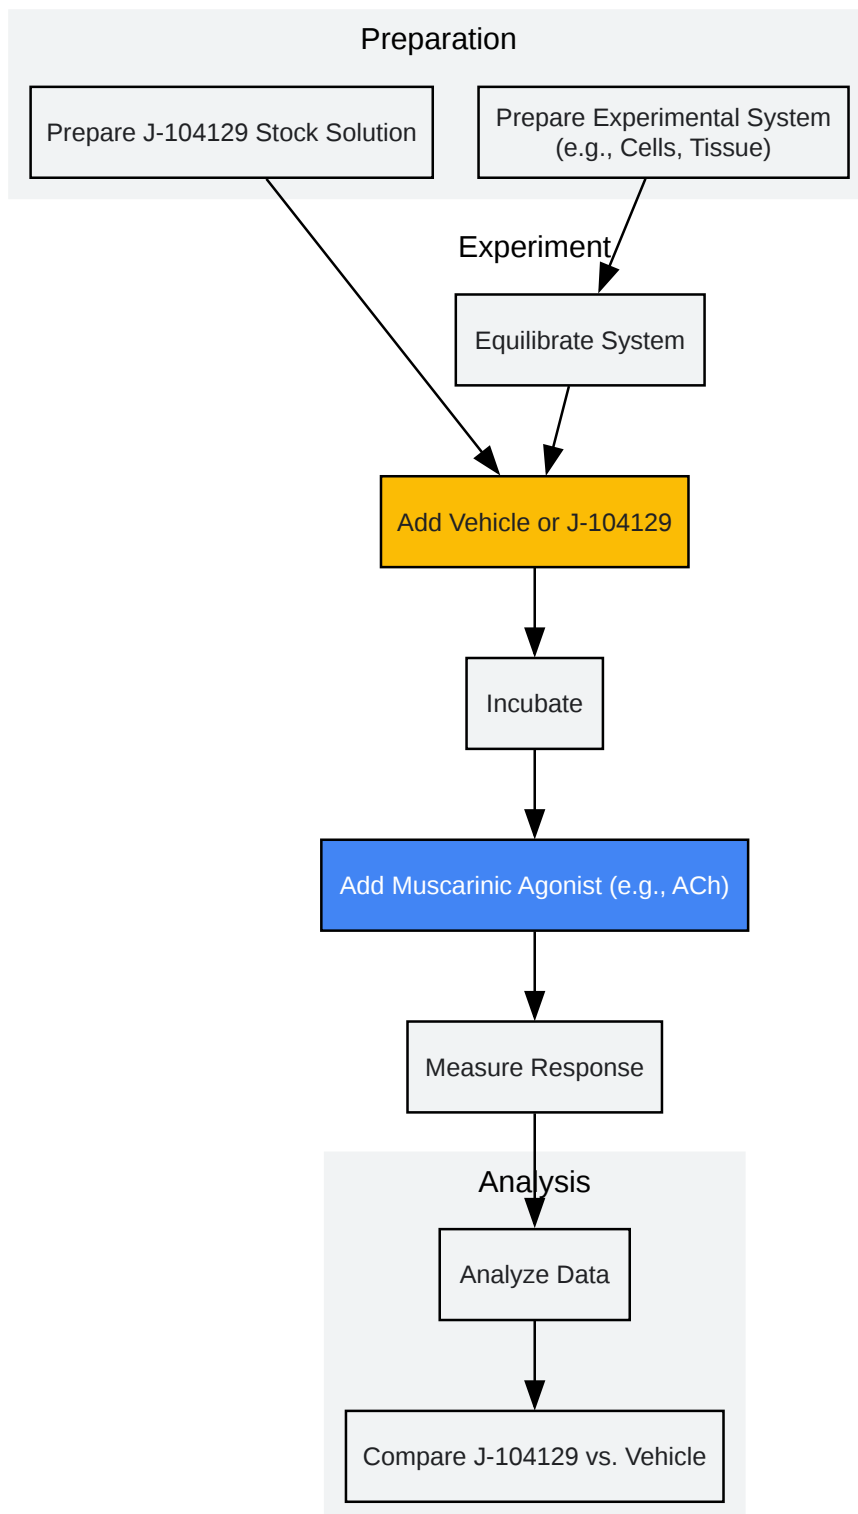 Preparation
Prepare J-104129 Stock Solution
Prepare Experimental System
(e.g., Cells, Tissue)
Experiment
Equilibrate System
Add Vehicle or J-104129
Incubate
Add Muscarinic Agonist (e.g., ACh)
Measure Response
Analysis
Analyze Data
Compare J-104129 vs. Vehicle